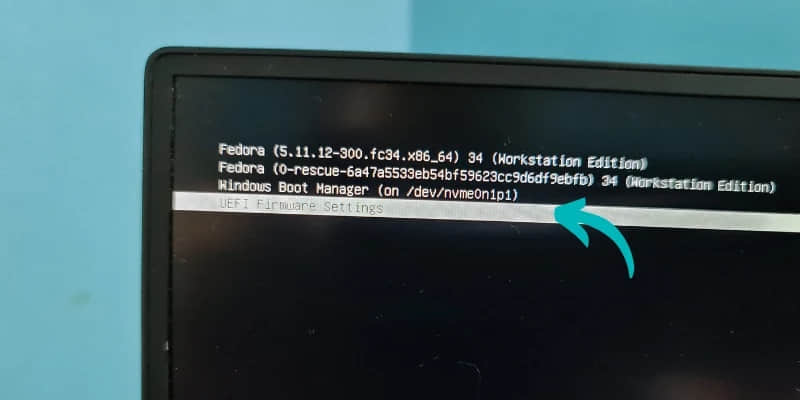 Fedora (5.11.12-300.fc34.x86_64) 34 (Workstation Edition)
Fedora (0-rescue-6a47a5533eb54bf59623cc9d6df9ebfb) 34 (Workstation Edition)
Windows Boot Manager (on /dev/nvme0n1p1)
UEFI Firmware Settings